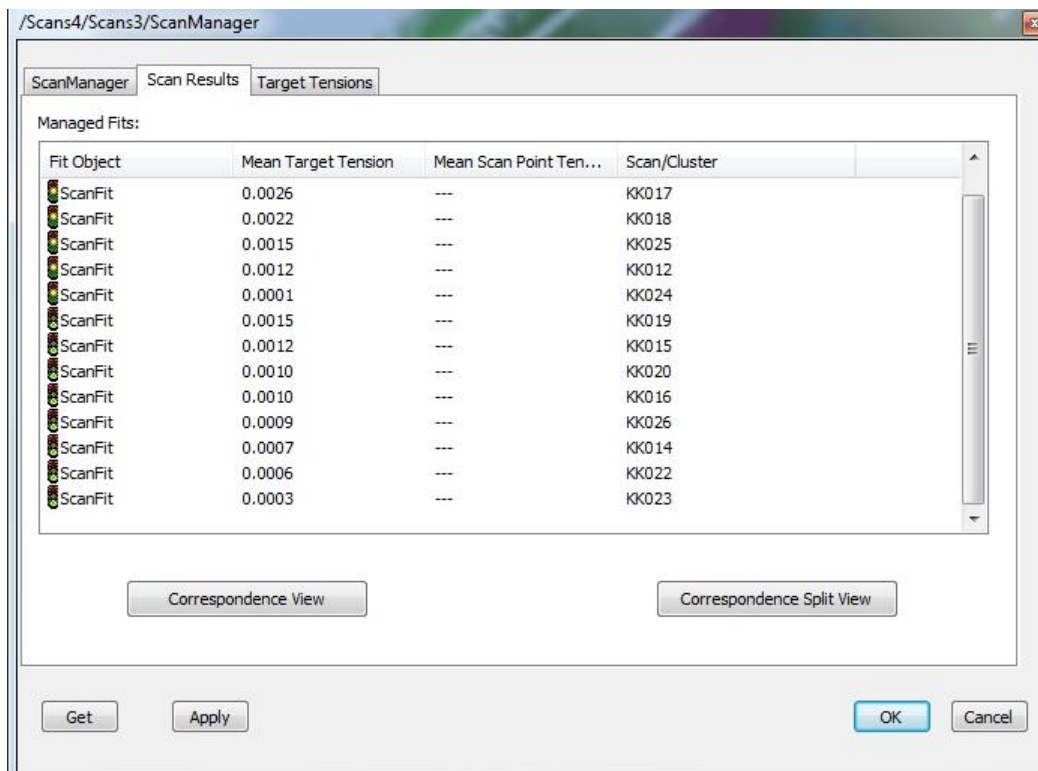 /Scans4/Scans3/ScanManager
ScanManager Scan Results Target Tensions
Managed Fits:
Fit Object Mean Target Tension Mean Scan Point Ten... Scan/Cluster
ScanFit 0.0026 --- KK017
ScanFit 0.0022 --- KK018
ScanFit 0.0015 --- KK025
ScanFit 0.0012 --- KK012
ScanFit 0.0001 --- KK024
ScanFit 0.0015 --- KK019
ScanFit 0.0012 --- KK015
ScanFit 0.0010 --- KK020
ScanFit 0.0010 --- KK016
ScanFit 0.0009 --- KK026
ScanFit 0.0007 --- KK014
ScanFit 0.0006 --- KK022
ScanFit 0.0003 --- KK023
Correspondence View Correspondence Split View
Get Apply OK Cancel